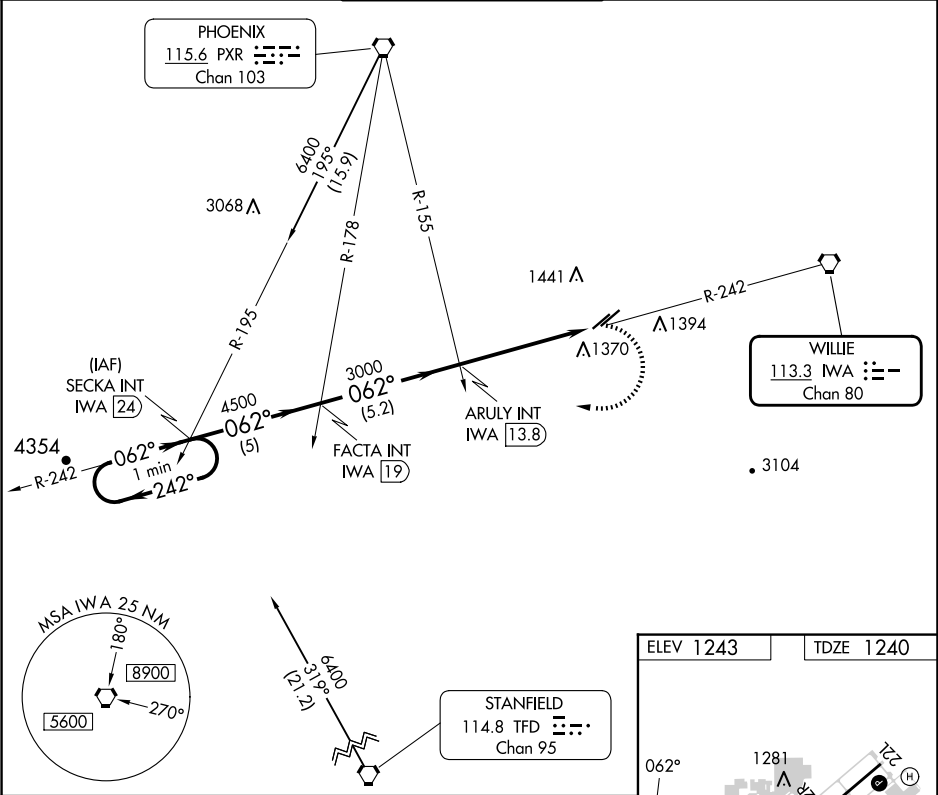 PHOENIX
115.6 PXR
Chan 103
6400
195°
(15.9)
3068
R-178
R-155
R-195
1441
R-242
1394
1370
WILLIE
113.3 IWA
Chan 80
(IAF)
SECKA INT
IWA 24
4500
062°
(5)
3000
062°
(5.2)
ARULY INT
IWA 13.8
FACTA INT
IWA 19
4354
R-242
062°
1 min
242°
3104
MSA IWA 25 NM
180°
8900
270°
5600
6400
319°
(21.2)
STANFIELD
114.8 TFD
Chan 95
ELEV 1243
TDZE 1240
062°
1281
22L
P
H